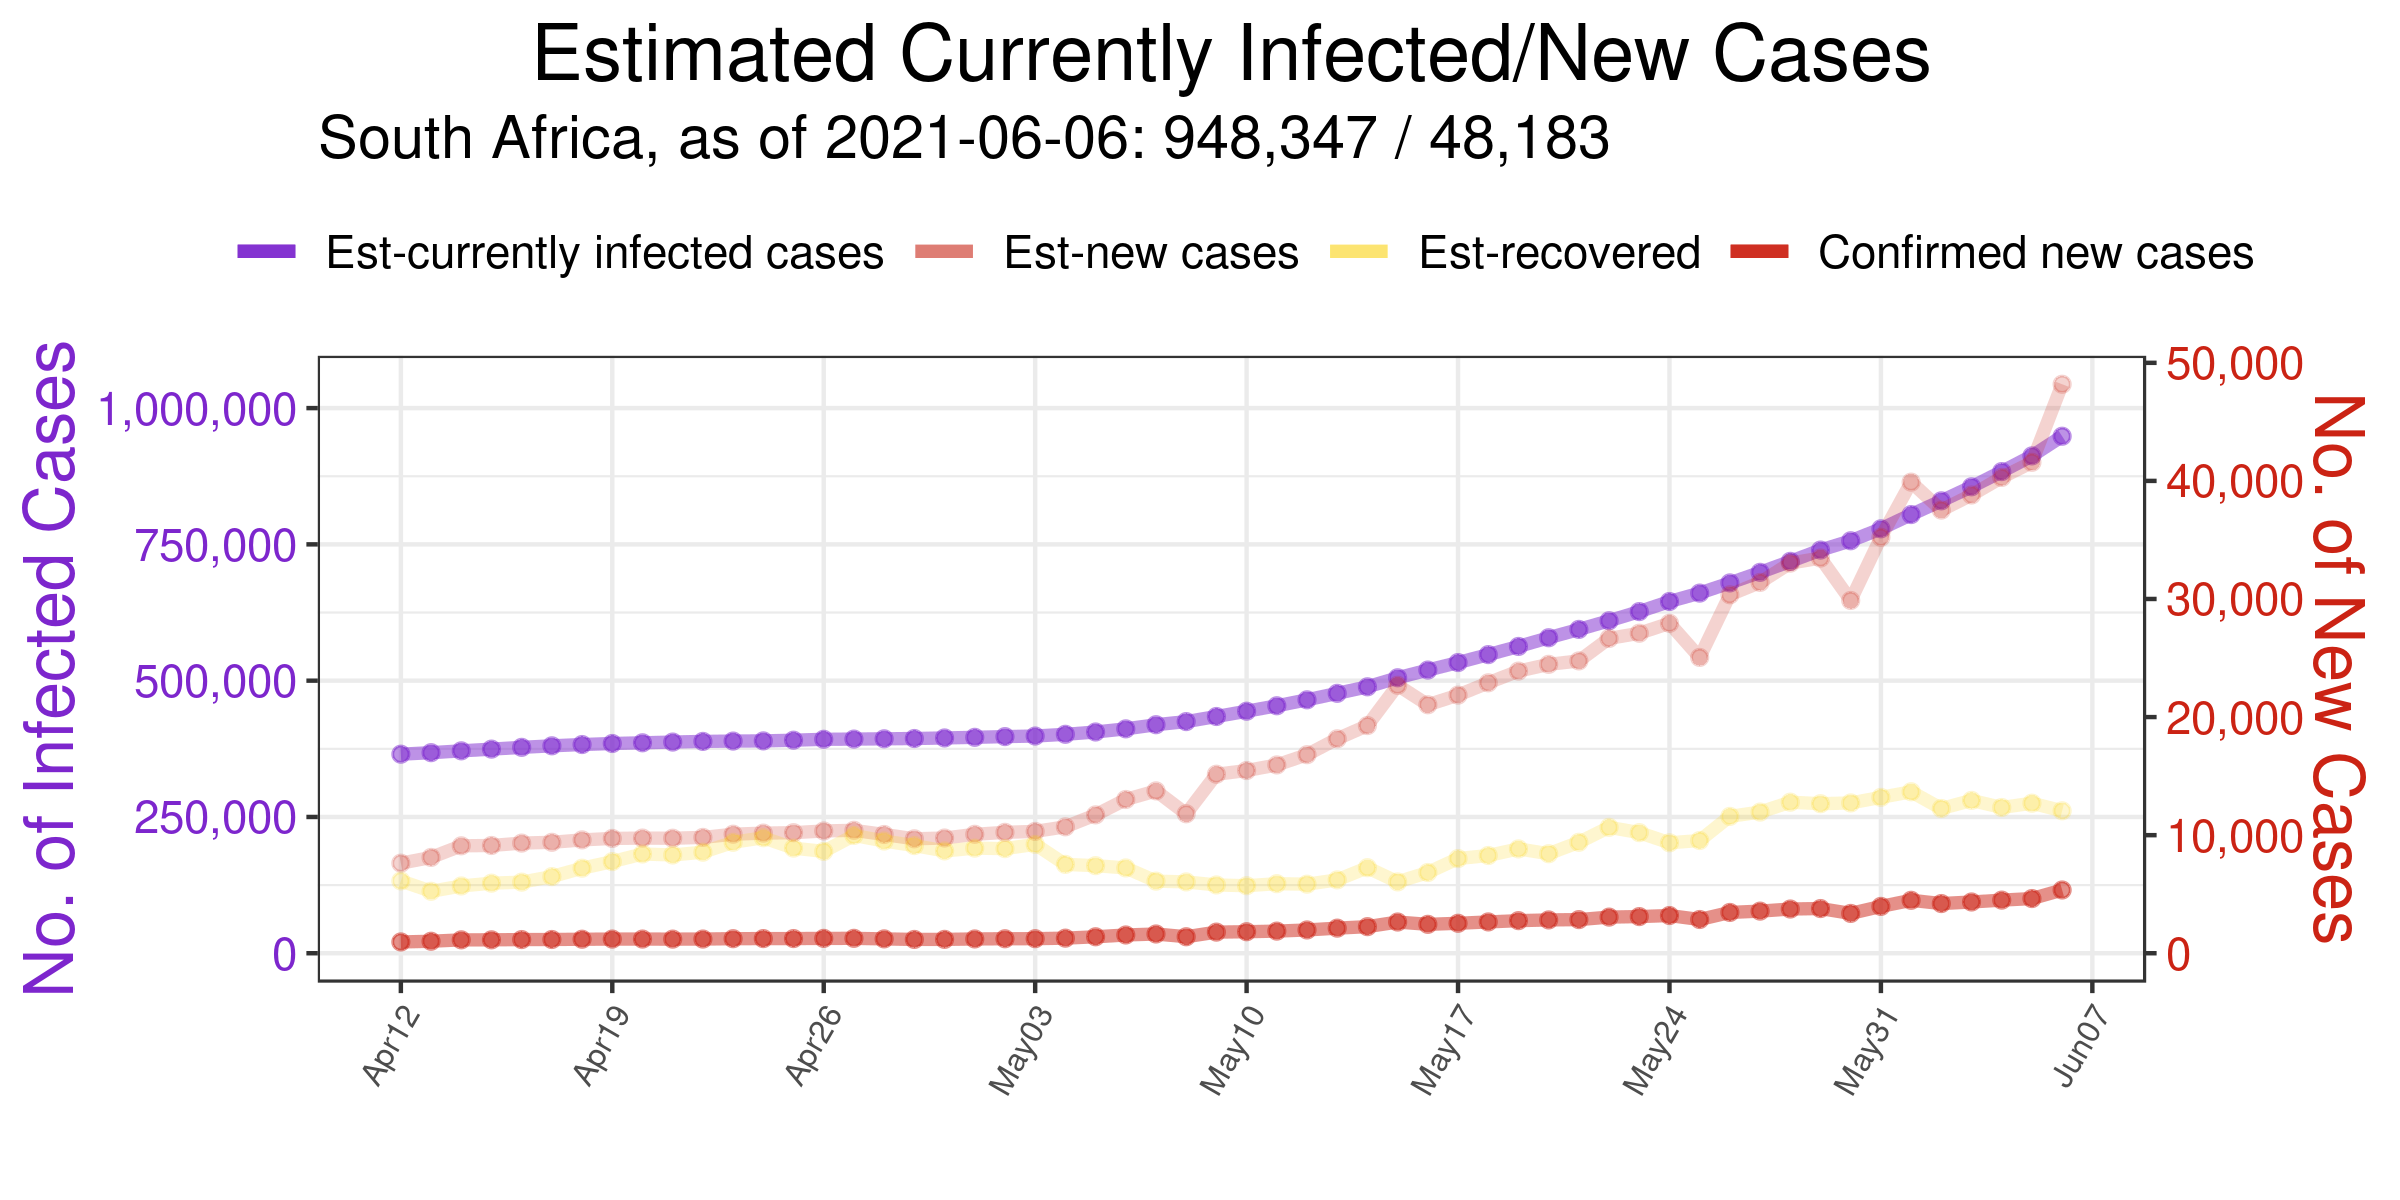 Estimated Currently Infected/New Cases
South Africa, as of 2021-06-06: 948,347 / 48,183
Est-currently infected cases Est-new cases Est-recovered Confirmed new cases
No. of Infected Cases
1,000,000
750,000
500,000
250,000
0
50,000
40,000
30,000
20,000
10,000
0
No. of New Cases
Apr12 Apr19 Apr26 May03 May10 May17 May24 May31 Jun07